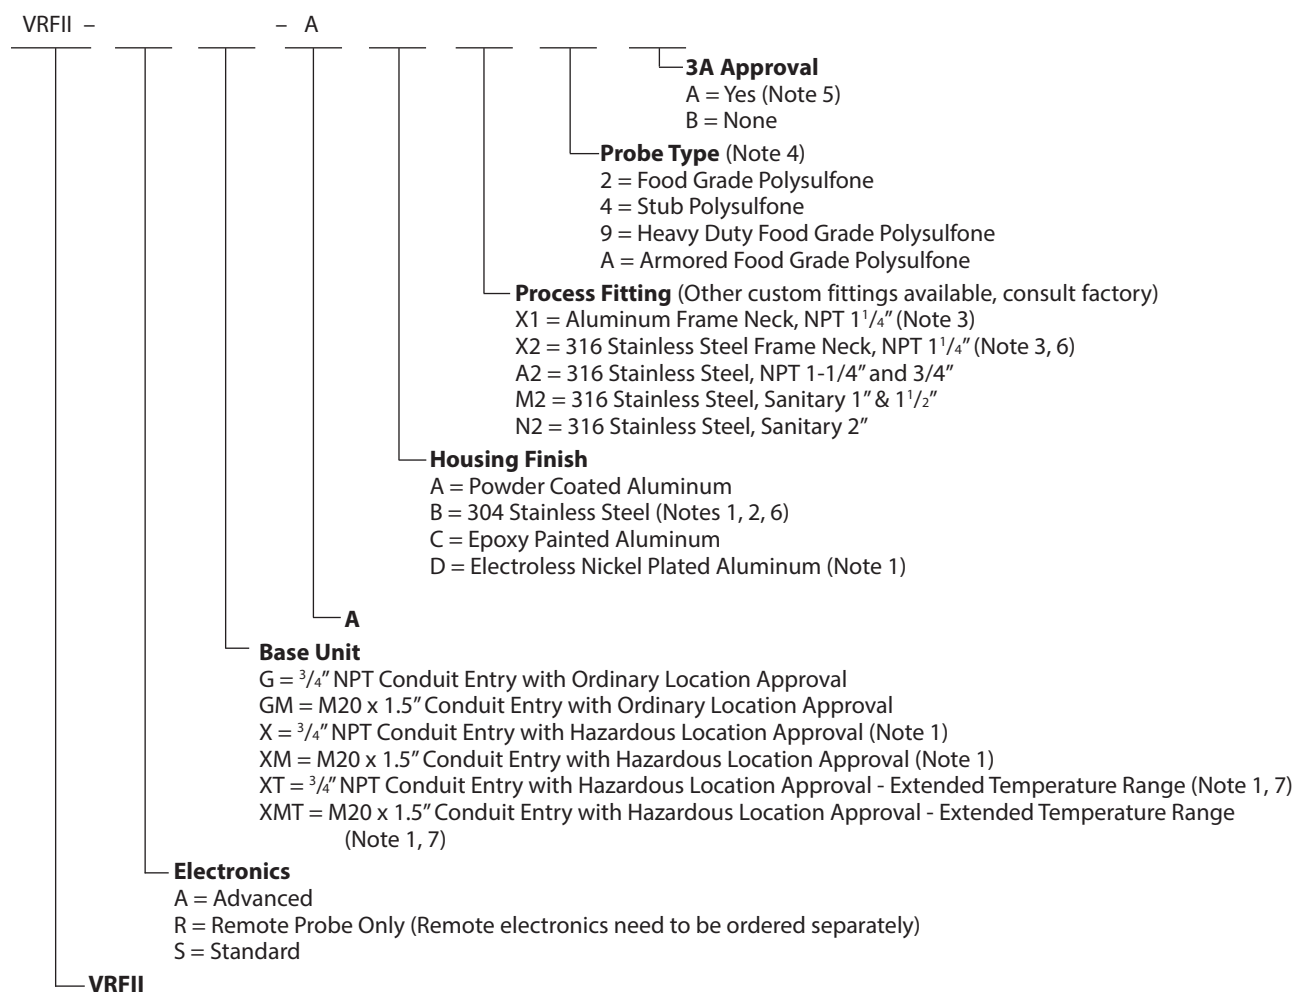 VRFII – – A
3A Approval
A = Yes (Note 5)
B = None
Probe Type (Note 4)
2 = Food Grade Polysulfone
4 = Stub Polysulfone
9 = Heavy Duty Food Grade Polysulfone
A = Armored Food Grade Polysulfone
Process Fitting (Other custom fittings available, consult factory)
X1 = Aluminum Frame Neck, NPT 1¹/₄” (Note 3)
X2 = 316 Stainless Steel Frame Neck, NPT 1¹/₄” (Note 3, 6)
A2 = 316 Stainless Steel, NPT 1-1/4” and 3/4”
M2 = 316 Stainless Steel, Sanitary 1” & 1¹/₂”
N2 = 316 Stainless Steel, Sanitary 2”
Housing Finish
A = Powder Coated Aluminum
B = 304 Stainless Steel (Notes 1, 2, 6)
C = Epoxy Painted Aluminum
D = Electroless Nickel Plated Aluminum (Note 1)
A
Base Unit
G = ³/₄” NPT Conduit Entry with Ordinary Location Approval
GM = M20 x 1.5” Conduit Entry with Ordinary Location Approval
X = ³/₄” NPT Conduit Entry with Hazardous Location Approval (Note 1)
XM = M20 x 1.5” Conduit Entry with Hazardous Location Approval (Note 1)
XT = ³/₄” NPT Conduit Entry with Hazardous Location Approval - Extended Temperature Range (Note 1, 7)
XMT = M20 x 1.5” Conduit Entry with Hazardous Location Approval - Extended Temperature Range
(Note 1, 7)
Electronics
A = Advanced
R = Remote Probe Only (Remote electronics need to be ordered separately)
S = Standard
VRFII